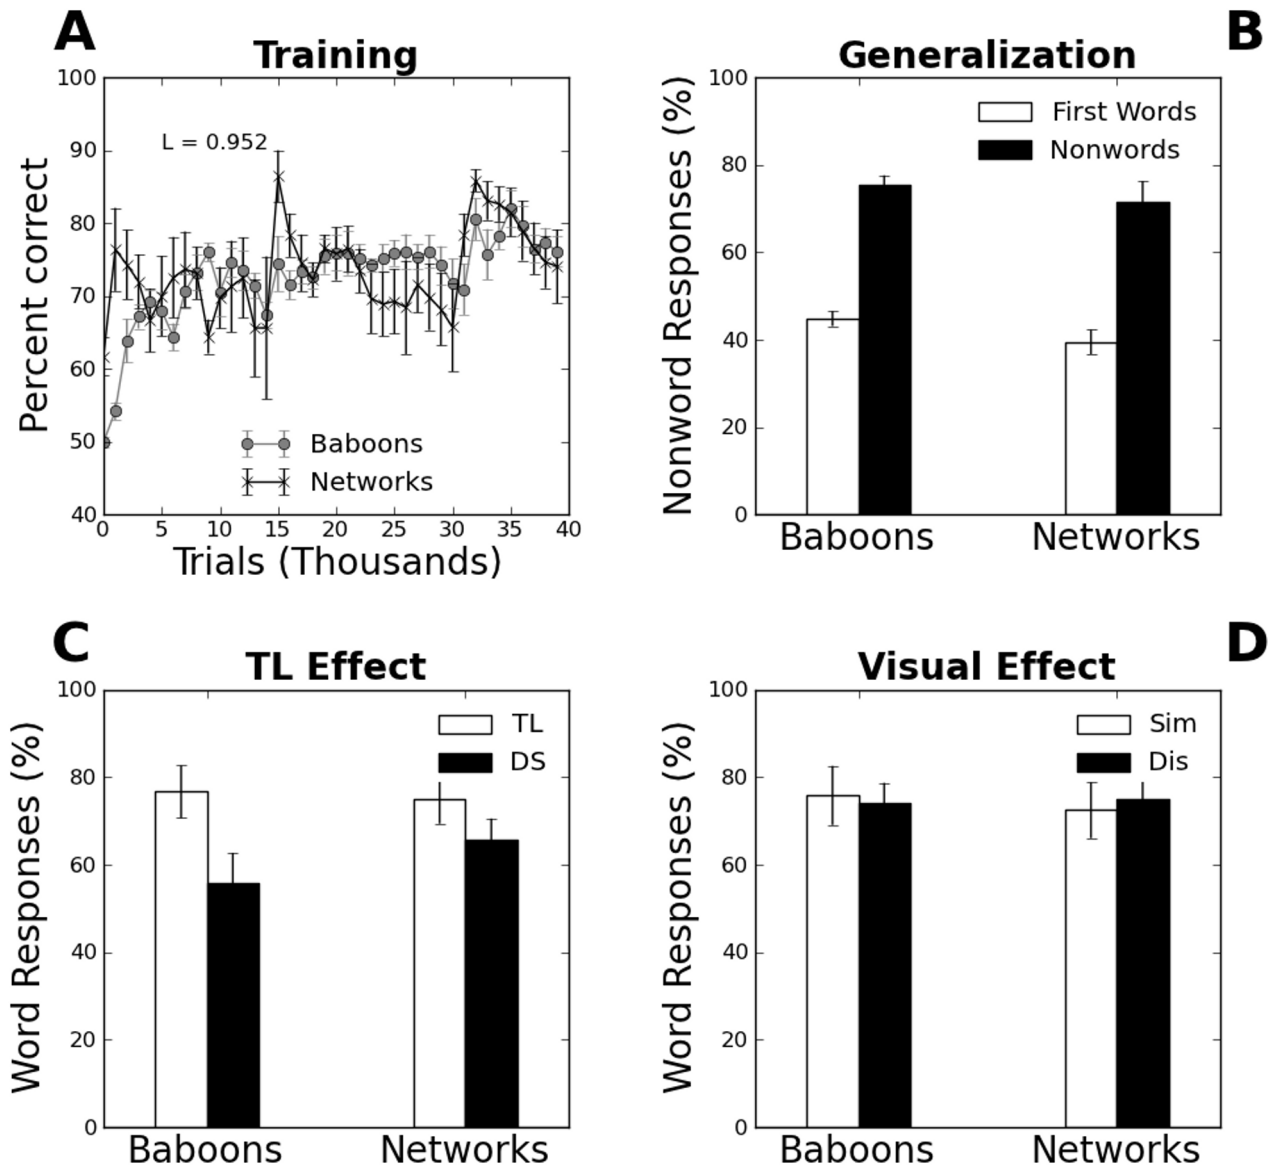 A
Training
100
90
80
70
60
50
40
Percent correct
L = 0.952
Baboons
Networks
0 5 10 15 20 25 30 35 40
Trials (Thousands)
B
Generalization
100
80
60
40
20
0
Nonword Responses (%)
First Words
Nonwords
Baboons Networks
C
TL Effect
100
80
60
40
20
0
Word Responses (%)
TL
DS
Baboons Networks
D
Visual Effect
100
80
60
40
20
0
Word Responses (%)
Sim
Dis
Baboons Networks